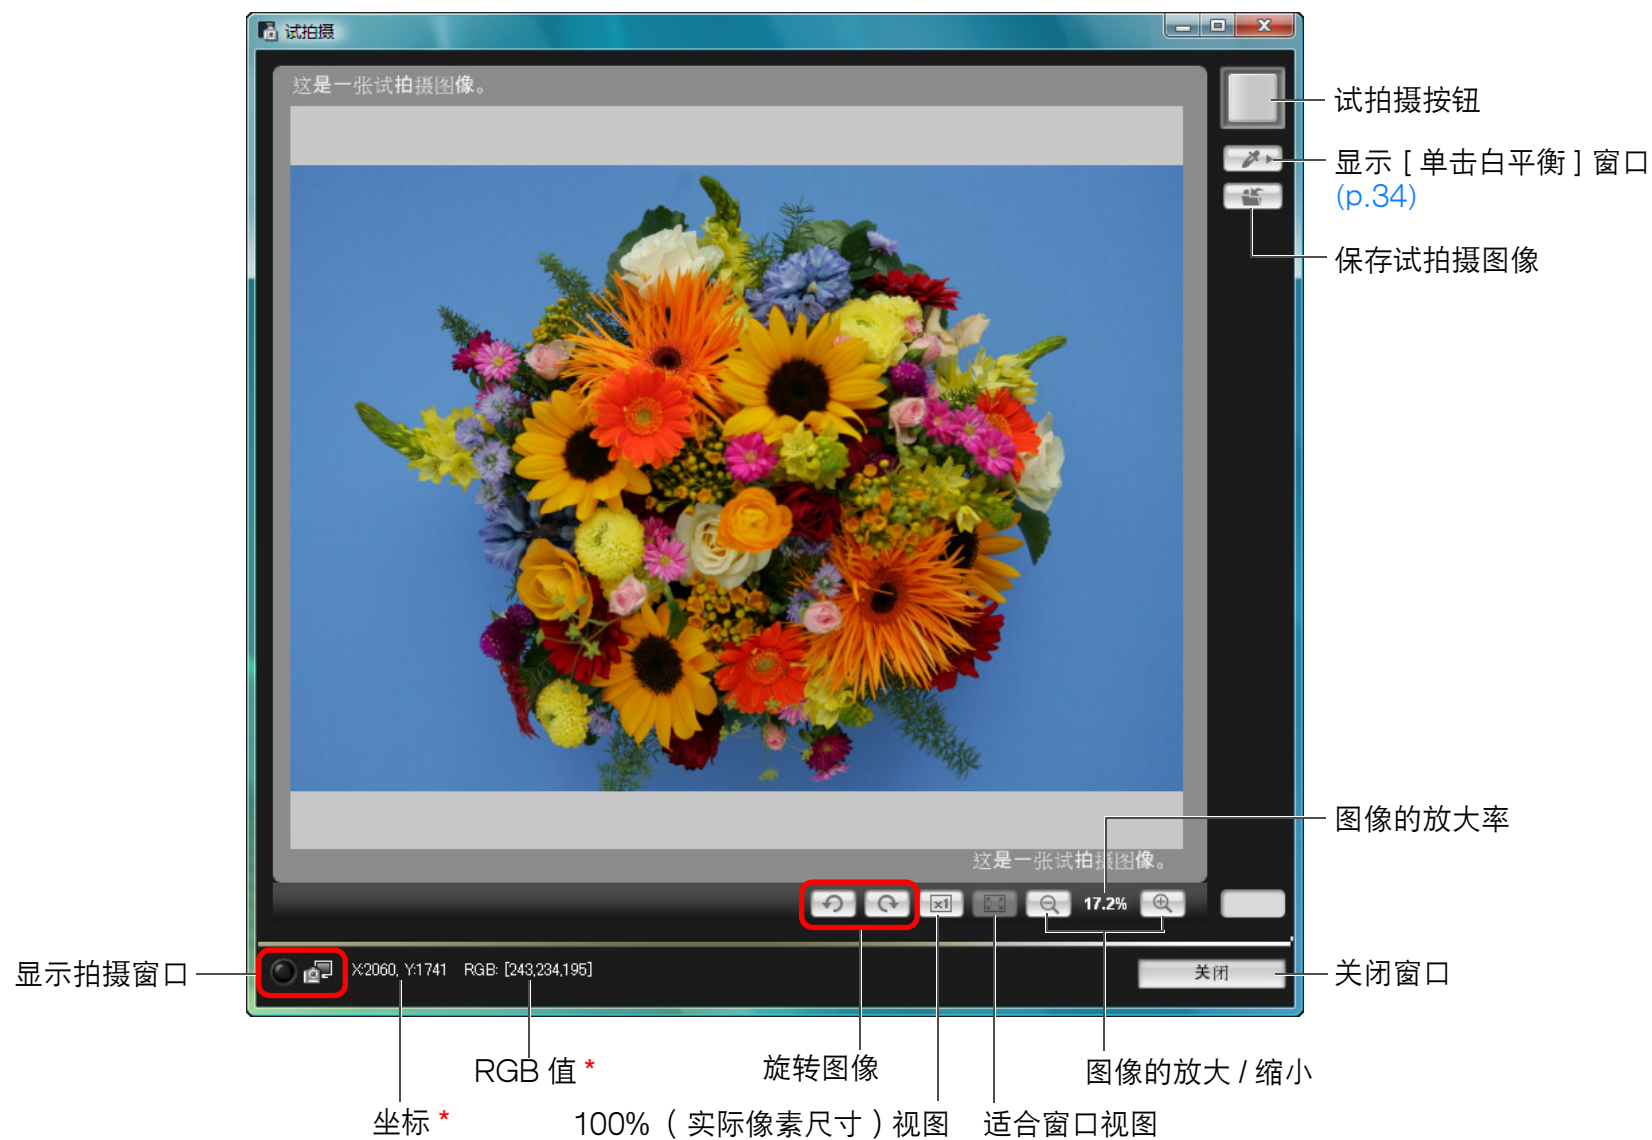 试拍摄
这是一张试拍摄图像。
试拍摄按钮
显示 [ 单击白平衡 ] 窗口
(p.34)
保存试拍摄图像
图像的放大率
这是一张试拍摄图像。
x1
17.2%
显示拍摄窗口
X:2060, Y:1741 RGB: [243,234,195]
关闭
关闭窗口
RGB 值 *
旋转图像
图像的放大 / 缩小
坐标 *
100% ( 实际像素尺寸 ) 视图
适合窗口视图